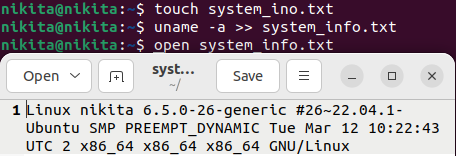 nikita@nikita:~$ touch system_ino.txt
nikita@nikita:~$ uname -a >> system_info.txt
nikita@nikita:~$ open system_info.txt
Open
syst…
~/
Save
1 Linux nikita 6.5.0-26-generic #26~22.04.1-
Ubuntu SMP PREEMPT_DYNAMIC Tue Mar 12 10:22:43
UTC 2 x86_64 x86_64 x86_64 GNU/Linux